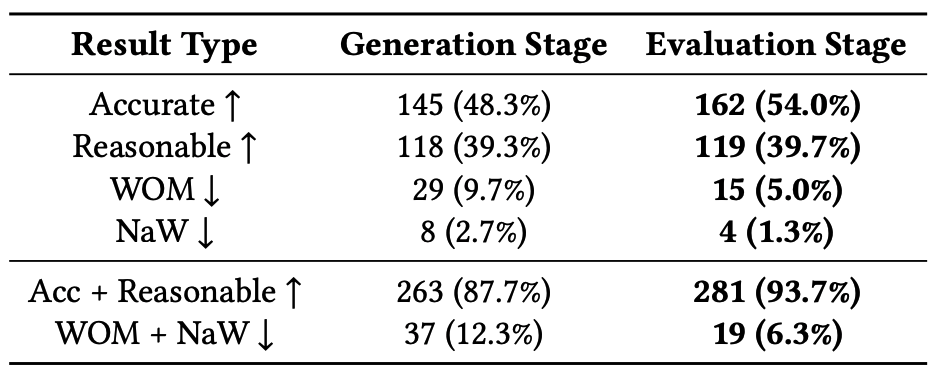 Result Type Generation Stage Evaluation Stage
Accurate ↑ 145 (48.3%) 162 (54.0%)
Reasonable ↑ 118 (39.3%) 119 (39.7%)
WOM ↓ 29 (9.7%) 15 (5.0%)
NaW ↓ 8 (2.7%) 4 (1.3%)
Acc + Reasonable ↑ 263 (87.7%) 281 (93.7%)
WOM + NaW ↓ 37 (12.3%) 19 (6.3%)